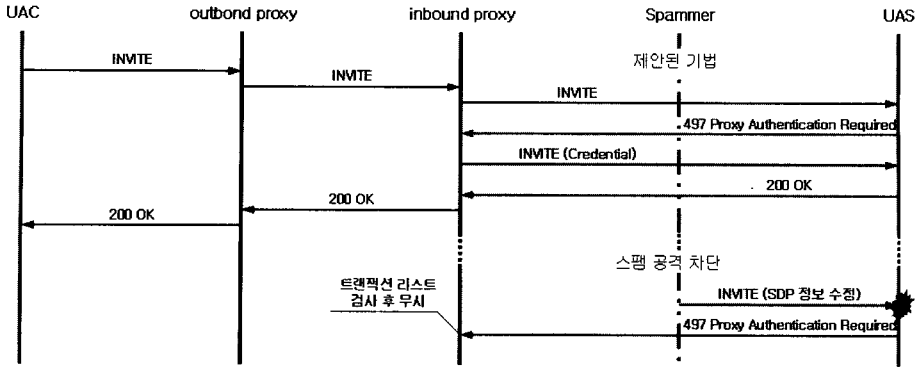 UAC outbond proxy inbound proxy Spammer UAS
INVITE
제안된 기법
INVITE
INVITE
497 Proxy Authentication Required
INVITE (Credential)
200 OK
200 OK
200 OK
스팸 공격 차단
트랜잭션 리스트
검사 후 무시
INVITE (SDP 정보 수정)
497 Proxy Authentication Required